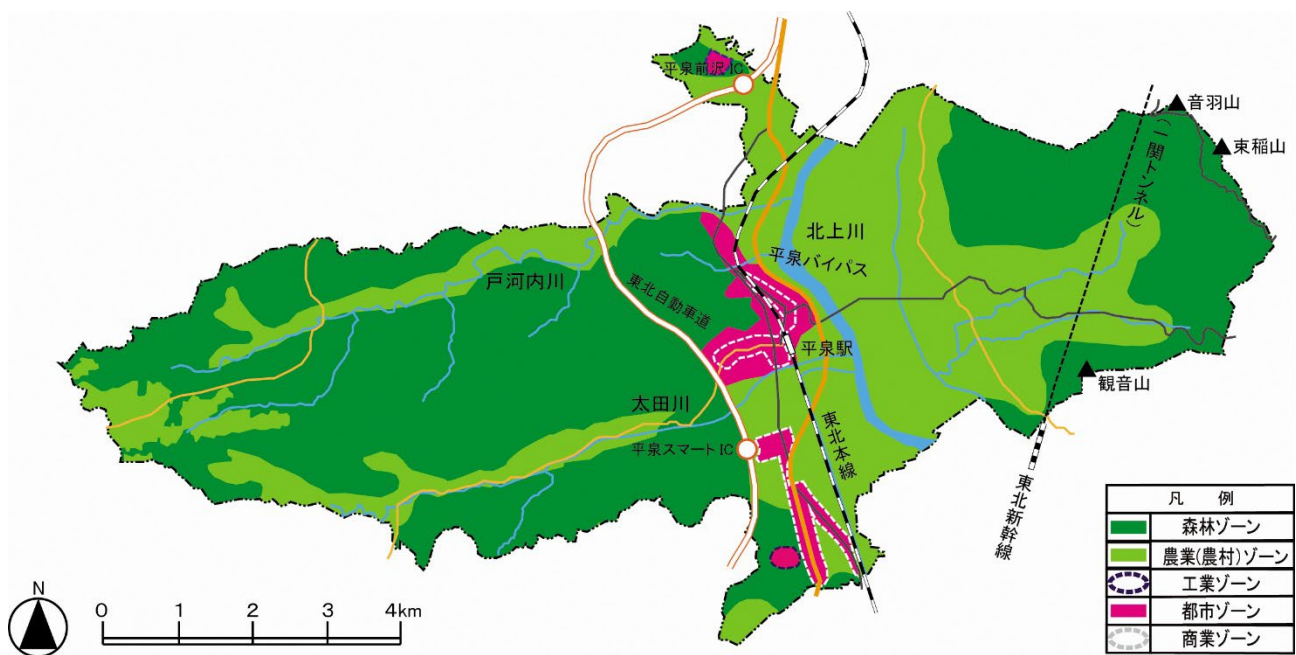 平泉前沢IC
音羽山
東稲山
(一関トンネル)
北上川
平泉バイパス
戸河内川
東北自動車道
平泉駅
観音山
太田川
平泉スマートIC
東北本線
東北新幹線
凡 例
森林ゾーン
農業(農村)ゾーン
工業ゾーン
都市ゾーン
商業ゾーン
N
0 1 2 3 4km